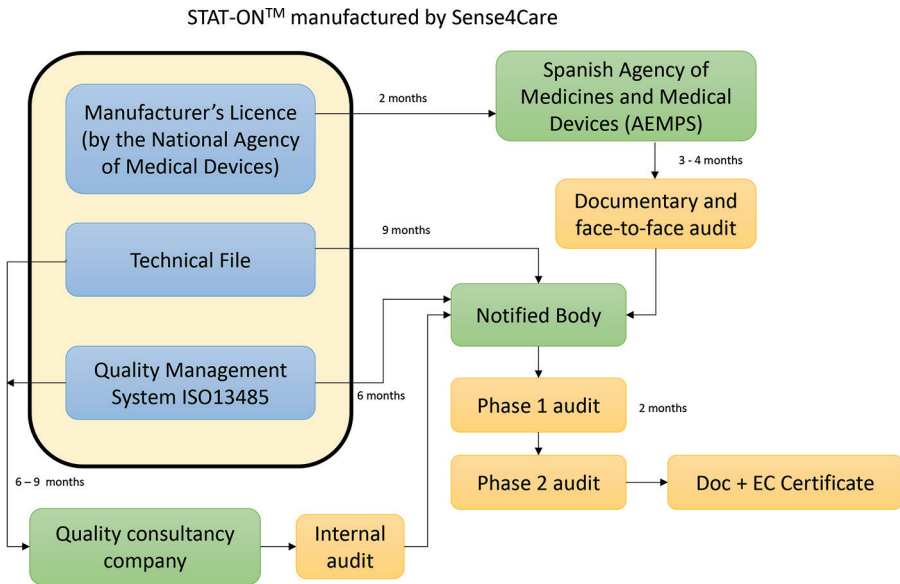 STAT-ON™ manufactured by Sense4Care
Manufacturer's Licence
(by the National Agency
of Medical Devices)
2 months
Spanish Agency of
Medicines and Medical
Devices (AEMPS)
3 - 4 months
Documentary and
face-to-face audit
Technical File
9 months
Notified Body
Quality Management
System ISO13485
6 months
Phase 1 audit
2 months
Phase 2 audit
Doc + EC Certificate
6 – 9 months
Quality consultancy
company
Internal
audit